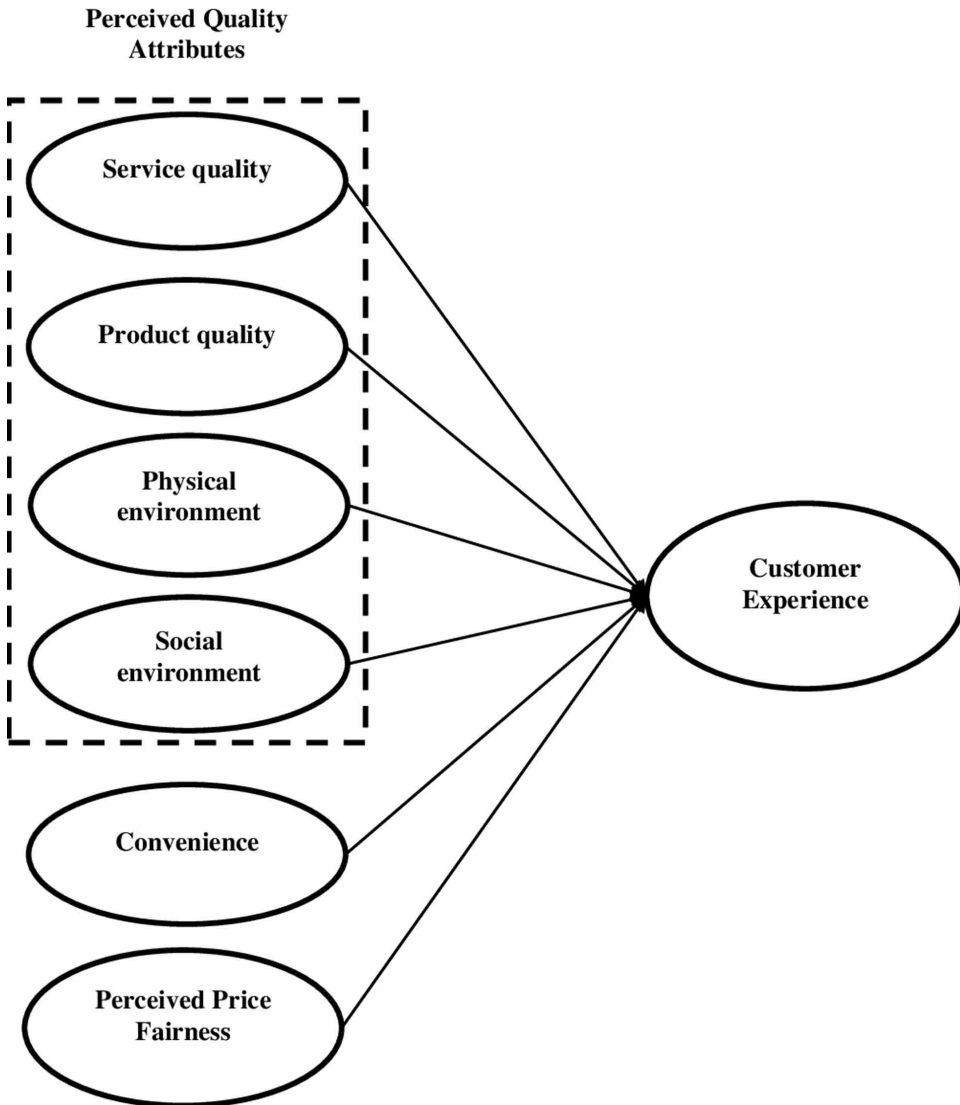 Perceived Quality
Attributes
Service quality
Product quality
Physical
environment
Social
environment
Convenience
Perceived Price
Fairness
Customer
Experience